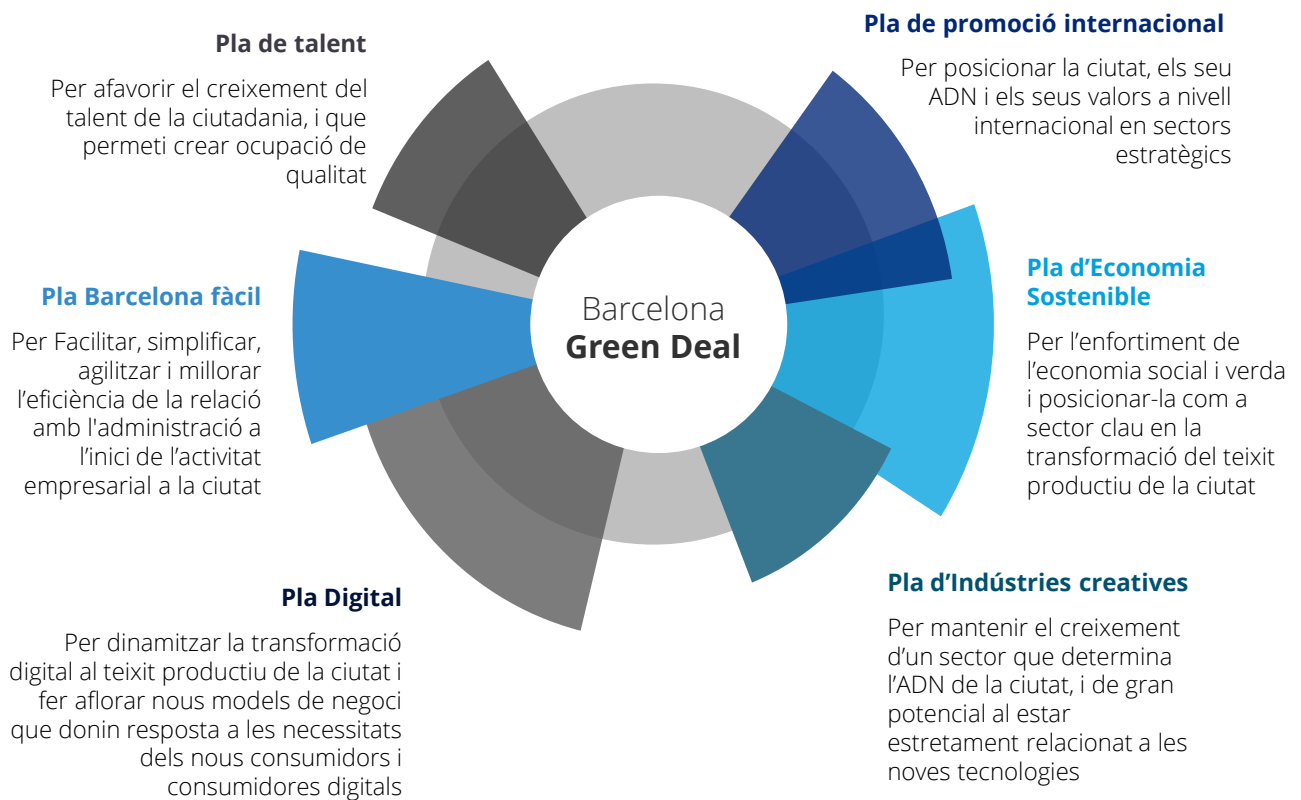 Pla de talent
Per afavorir el creixement del
talent de la ciutadania, i que
permeti crear ocupació de
qualitat
Pla de promoció internacional
Per posicionar la ciutat, els seu
ADN i els seus valors a nivell
internacional en sectors
estratègics
Pla Barcelona fàcil
Per Facilitar, simplificar,
agilitzar i millorar
l’eficiència de la relació
amb l'administració a
l’inici de l’activitat
empresarial a la ciutat
Barcelona
Green Deal
Pla d’Economia
Sostenible
Per l’enfortiment de
l’economia social i verda
i posicionar-la com a
sector clau en la
transformació del teixit
productiu de la ciutat
Pla Digital
Per dinamitzar la transformació
digital al teixit productiu de la ciutat i
fer aflorar nous models de negoci
que donin resposta a les necessitats
dels nous consumidors i
consumidores digitals
Pla d’Indústries creatives
Per mantenir el creixement
d’un sector que determina
l’ADN de la ciutat, i de gran
potencial al estar
estretament relacionat a les
noves tecnologies